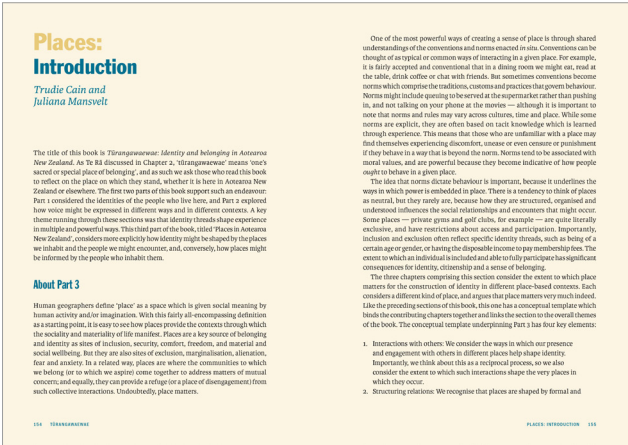 Places:
Introduction
Trudie Cain and
Juliana Mansvelt
The title of this book is Tūrangawaewae: Identity and belonging in Aotearoa
New Zealand. As Te Rā discussed in Chapter 2, 'tūrangawaewae' means 'one's
sacred or special place of belonging', and as such we ask those who read this book
to reflect on the place on which they stand, whether it is here in Aotearoa New
Zealand or elsewhere. The first two parts of this book support such an endeavour:
Part 1 considered the identities of the people who live here, and Part 2 explored
how voice might be expressed in different ways and in different contexts. A key
theme running through these sections was that identity threads shape experience
in multiple and powerful ways. This third part of the book, titled 'Places in Aotearoa
New Zealand', considers more explicitly how identity might be shaped by the places
we inhabit and the people we might encounter, and, conversely, how places might
be informed by the people who inhabit them.
About Part 3
Human geographers define 'place' as a space which is given social meaning by
human activity and/or imagination. With this fairly all-encompassing definition
as a starting point, it is easy to see how places provide the contexts through which
the sociality and materiality of life manifest. Places are a key source of belonging
and identity as sites of inclusion, security, comfort, freedom, and material and
social wellbeing. But they are also sites of exclusion, marginalisation, alienation,
fear and anxiety. In a related way, places are where the communities to which
we belong (or to which we aspire) come together to address matters of mutual
concern; and equally, they can provide a refuge (or a place of disengagement) from
such collective interactions. Undoubtedly, place matters.
154 TŪRANGAWAEWAE
One of the most powerful ways of creating a sense of place is through shared
understandings of the conventions and norms enacted in situ. Conventions can be
thought of as typical or common ways of interacting in a given place. For example,
it is fairly accepted and conventional that in a dining room we might eat, read at
the table, drink coffee or chat with friends. But sometimes conventions become
norms which comprise the traditions, customs and practices that govern behaviour.
Norms might include queuing to be served at the supermarket rather than pushing
in, and not talking on your phone at the movies — although it is important to
note that norms and rules may vary across cultures, time and place. While some
norms are explicit, they are often based on tacit knowledge which is learned
through experience. This means that those who are unfamiliar with a place may
find themselves experiencing discomfort, unease or even censure or punishment
if they behave in a way that is beyond the norm. Norms tend to be associated with
moral values, and are powerful because they become indicative of how people
ought to behave in a given place.
The idea that norms dictate behaviour is important, because it underlines the
ways in which power is embedded in place. There is a tendency to think of places
as neutral, but they rarely are, because how they are structured, organised and
understood influences the social relationships and encounters that might occur.
Some places — private gyms and golf clubs, for example — are quite literally
exclusive, and have restrictions about access and participation. Importantly,
inclusion and exclusion often reflect specific identity threads, such as being of a
certain age or gender, or having the disposable income to pay membership fees. The
extent to which an individual is included and able to fully participate has significant
consequences for identity, citizenship and a sense of belonging.
The three chapters comprising this section consider the extent to which place
matters for the construction of identity in different place-based contexts. Each
considers a different kind of place, and argues that place matters very much indeed.
Like the preceding sections of this book, this one has a conceptual template which
binds the contributing chapters together and links the section to the overall themes
of the book. The conceptual template underpinning Part 3 has four key elements:
1. Interactions with others: We consider the ways in which our presence
and engagement with others in different places help shape identity.
Importantly, we think about this as a reciprocal process, so we also
consider the extent to which such interactions shape the very places in
which they occur.
2. Structuring relations: We recognise that places are shaped by formal and
PLACES: INTRODUCTION 155